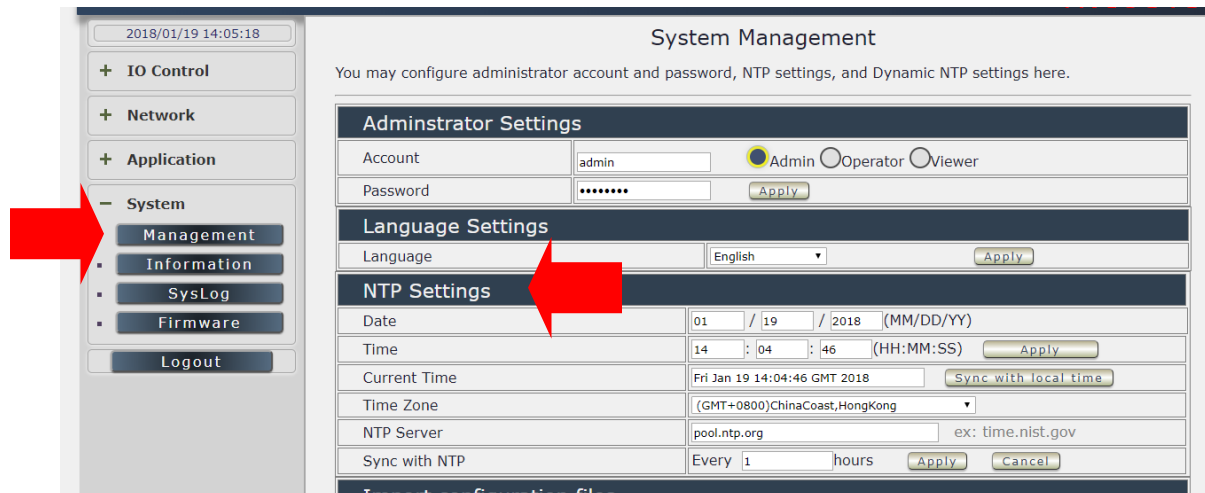 2018/01/19 14:05:18
+ IO Control
+ Network
+ Application
− System
Management
Information
SysLog
Firmware
Logout
System Management
You may configure administrator account and password, NTP settings, and Dynamic NTP settings here.
Adminstrator Settings
Account admin Admin Operator Viewer
Password •••••••• Apply
Language Settings
Language English Apply
NTP Settings
Date 01 / 19 / 2018 (MM/DD/YY)
Time 14 : 04 : 46 (HH:MM:SS) Apply
Current Time Fri Jan 19 14:04:46 GMT 2018 Sync with local time
Time Zone (GMT+0800)ChinaCoast,HongKong
NTP Server pool.ntp.org ex: time.nist.gov
Sync with NTP Every 1 hours Apply Cancel